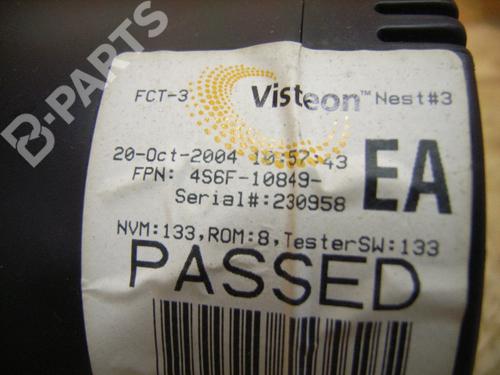 FCT-3 Visteon™ Nest#3
20-Oct-2004 10:57:43
FPN: 4S6F-10849- EA
Serial#:230958
NVM:133,ROM:8,TesterSW:133
PASSED
B-PARTS